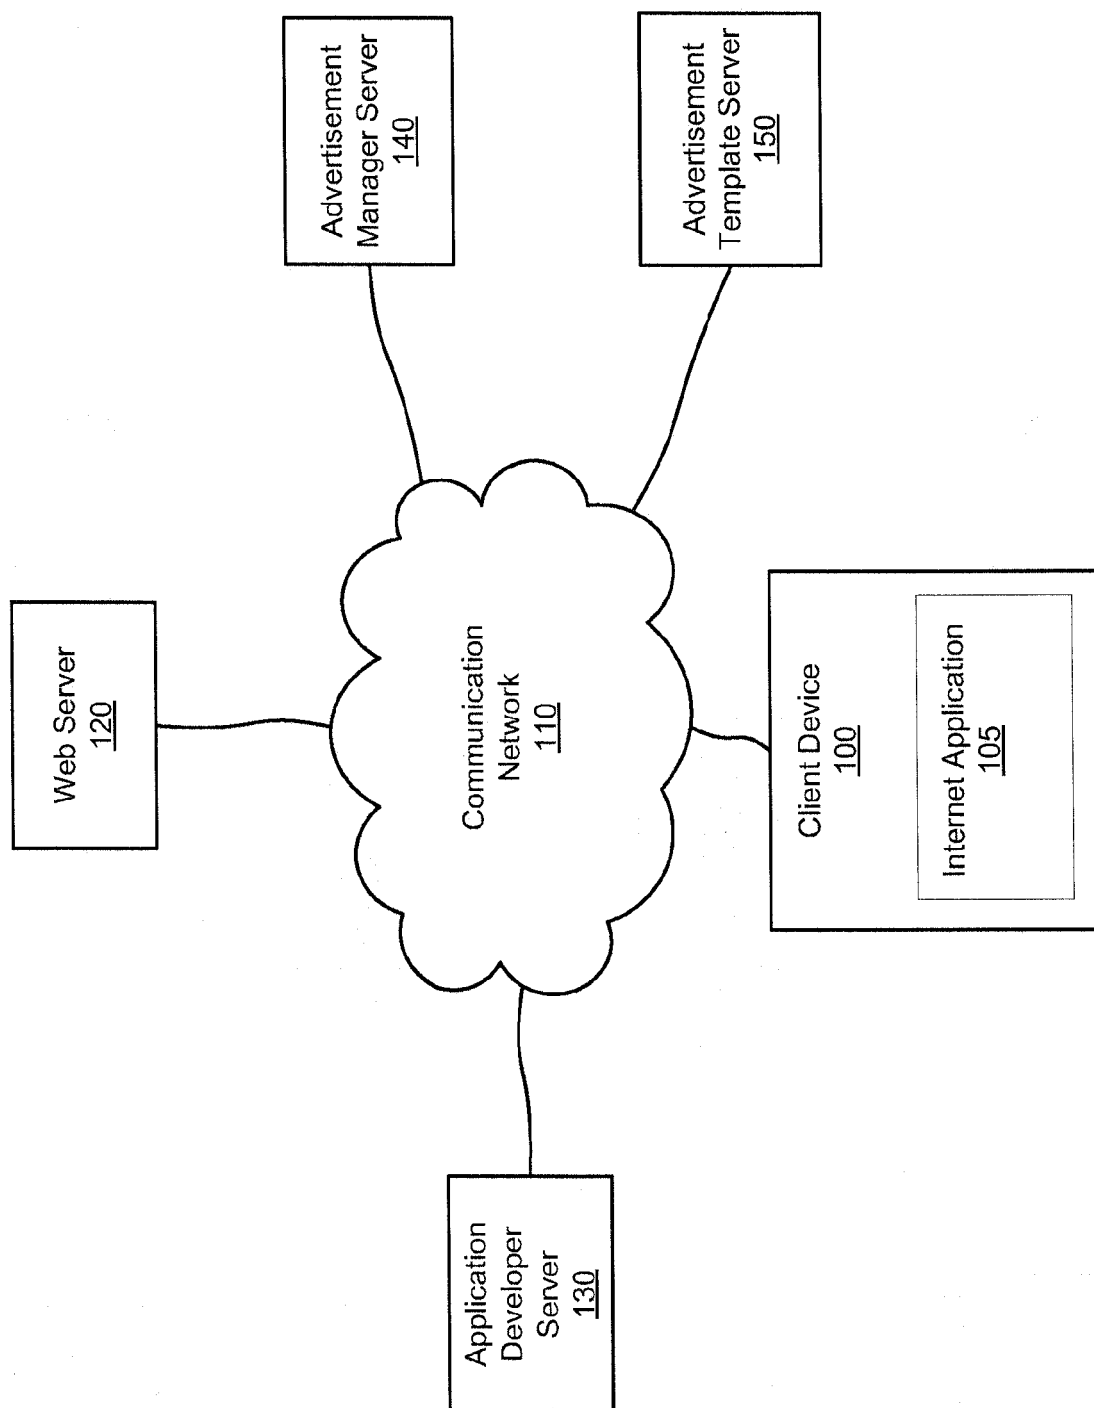 Web Server
120
Advertisement
Manager Server
140
Application
Developer
Server
130
Communication
Network
110
Advertisement
Template Server
150
Client Device
100
Internet Application
105